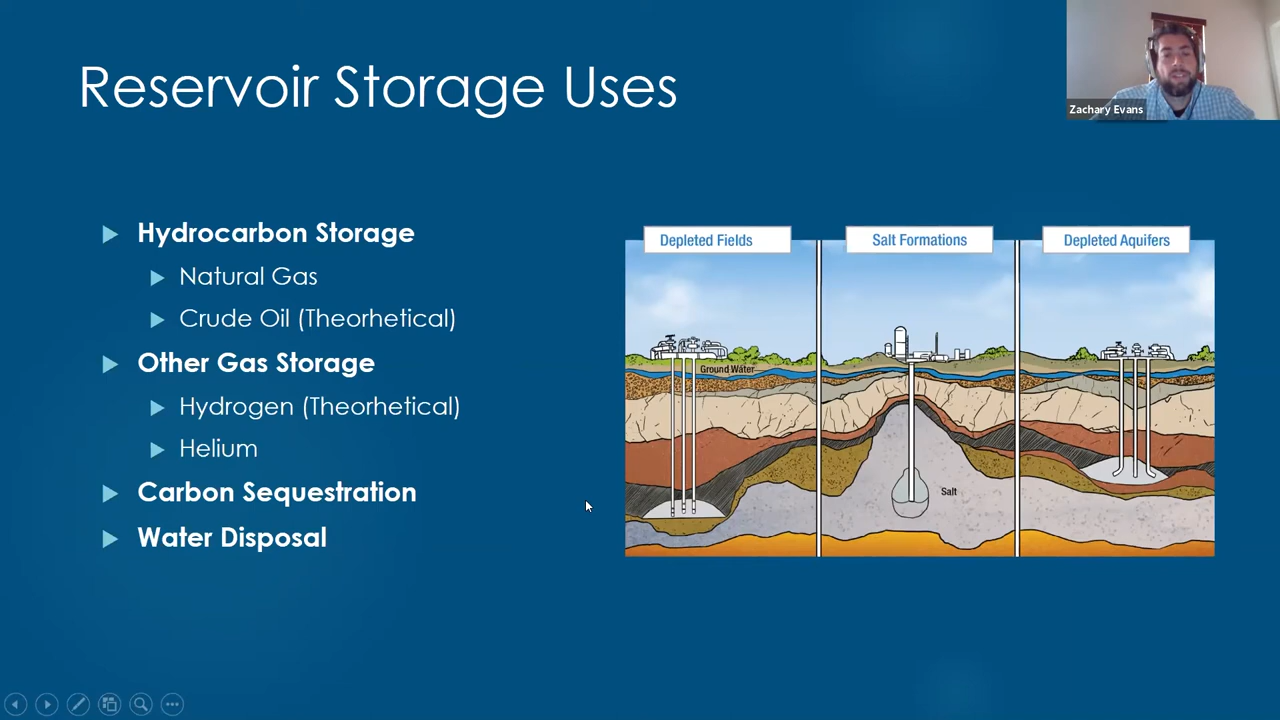 Reservoir Storage Uses
Zachary Evans
Hydrocarbon Storage
Natural Gas
Crude Oil (Theorhetical)
Other Gas Storage
Hydrogen (Theorhetical)
Helium
Carbon Sequestration
Water Disposal
Depleted Fields
Salt Formations
Depleted Aquifers
Ground Water
Salt